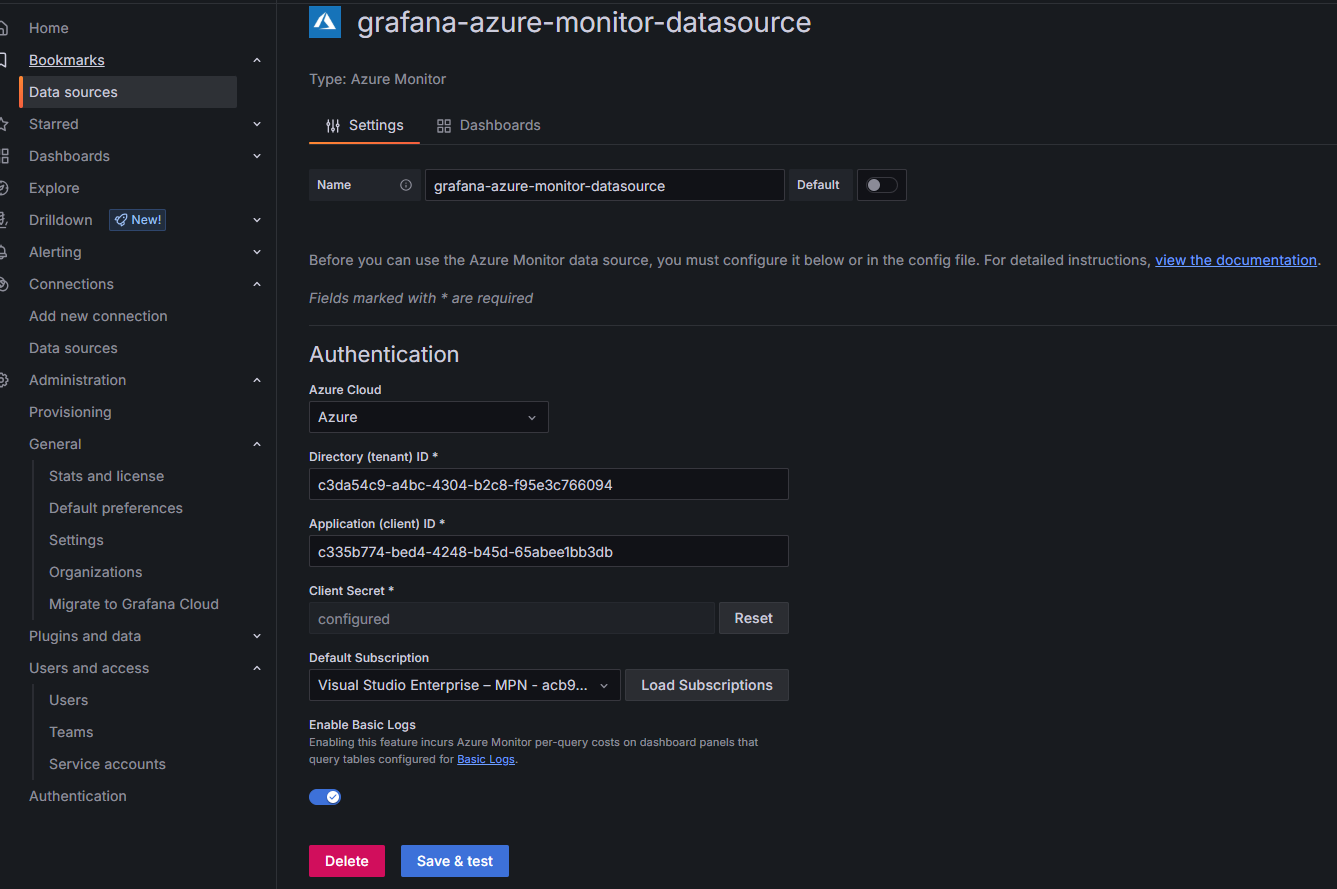 grafana-azure-monitor-datasource
Type: Azure Monitor
Home
Bookmarks
Data sources
Starred
Dashboards
Explore
Drilldown New!
Alerting
Connections
Add new connection
Data sources
Administration
Provisioning
General
Stats and license
Default preferences
Settings
Organizations
Migrate to Grafana Cloud
Plugins and data
Users and access
Users
Teams
Service accounts
Authentication
Settings Dashboards
Name grafana-azure-monitor-datasource Default
Before you can use the Azure Monitor data source, you must configure it below or in the config file. For detailed instructions, view the documentation.
Fields marked with * are required
Authentication
Azure Cloud
Azure
Directory (tenant) ID *
c3da54c9-a4bc-4304-b2c8-f95e3c766094
Application (client) ID *
c335b774-bed4-4248-b45d-65abee1bb3db
Client Secret *
configured Reset
Default Subscription
Visual Studio Enterprise – MPN - acb9... Load Subscriptions
Enable Basic Logs
Enabling this feature incurs Azure Monitor per-query costs on dashboard panels that
query tables configured for Basic Logs.
Delete Save & test